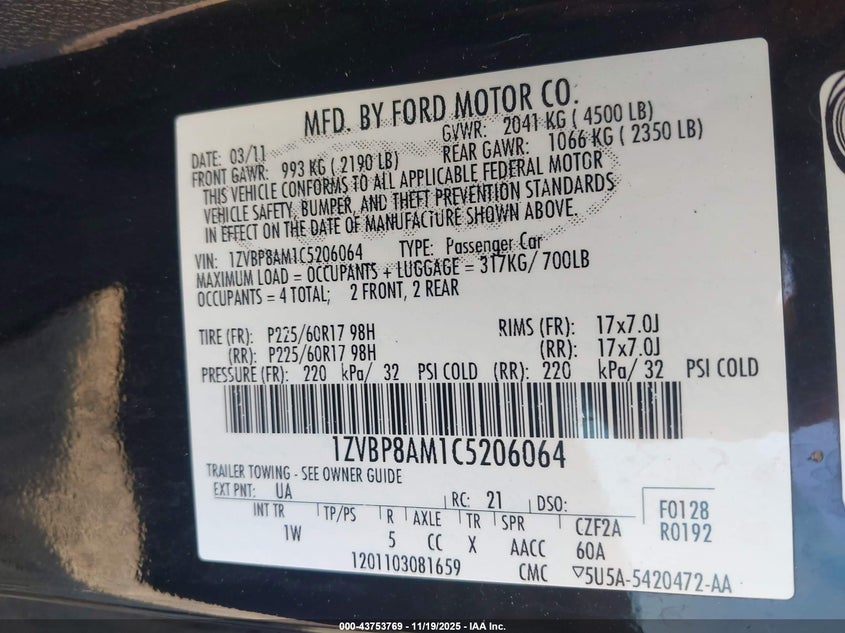 MFD. BY FORD MOTOR CO.
DATE: 03/11 GVWR: 2041 KG ( 4500 LB)
FRONT GAWR: 993 KG ( 2190 LB) REAR GAWR: 1066 KG ( 2350 LB)
THIS VEHICLE CONFORMS TO ALL APPLICABLE FEDERAL MOTOR
VEHICLE SAFETY, BUMPER, AND THEFT PREVENTION STANDARDS
IN EFFECT ON THE DATE OF MANUFACTURE SHOWN ABOVE.
VIN: 1ZVBP8AM1C5206064 TYPE: Passenger Car
MAXIMUM LOAD = OCCUPANTS + LUGGAGE = 317KG/ 700LB
OCCUPANTS = 4 TOTAL; 2 FRONT, 2 REAR
TIRE (FR): P225/60R17 98H RIMS (FR): 17x7.0J
(RR): P225/60R17 98H (RR): 17x7.0J
PRESSURE (FR): 220 kPa/ 32 PSI COLD (RR): 220 kPa/ 32 PSI COLD
1ZVBP8AM1C5206064
TRAILER TOWING - SEE OWNER GUIDE
EXT PNT: UA RC: 21 DSO: F0128
INT TR TP/PS R AXLE TR SPR CZF2A R0192
1W 5 CC X AACC 60A
1201103081659 CMC ▽5U5A-5420472-AA
000-43753769 - 11/19/2025 - IAA Inc.